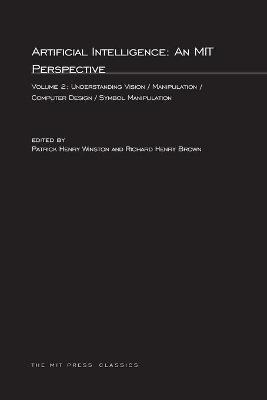 Artificial Intelligence: An MIT
Perspective
Volume 2: Understanding Vision / Manipulation /
Computer Design / Symbol Manipulation
edited by
Patrick Henry Winston and Richard Henry Brown
THE MIT PRESS CLASSICS